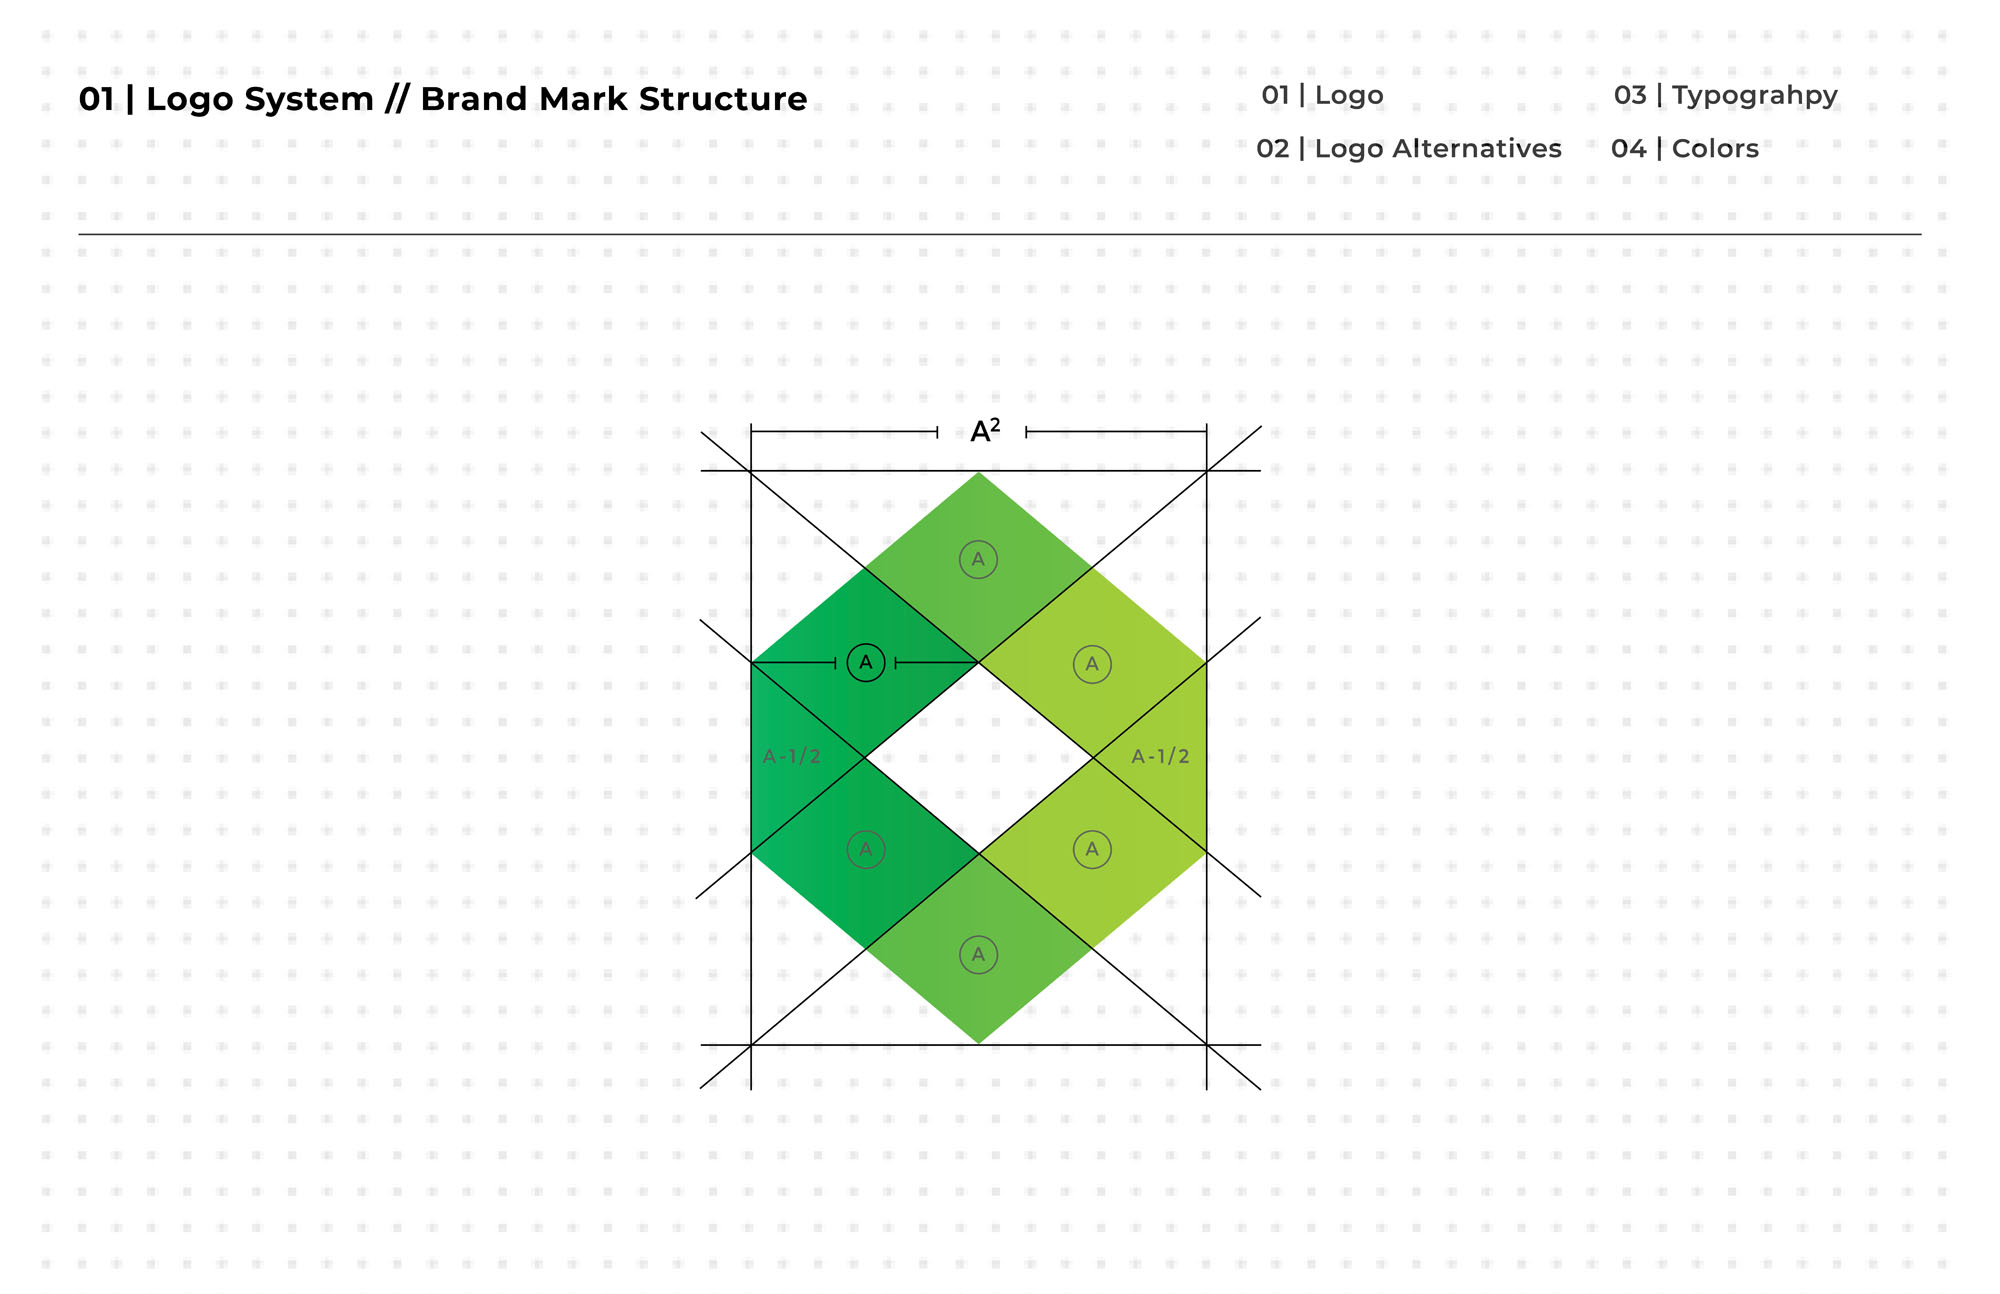 01 | Logo System // Brand Mark Structure
01 | Logo
03 | Typograhpy
02 | Logo Alternatives
04 | Colors
A²
A
A
A
A-1/2
A-1/2
A
A
A